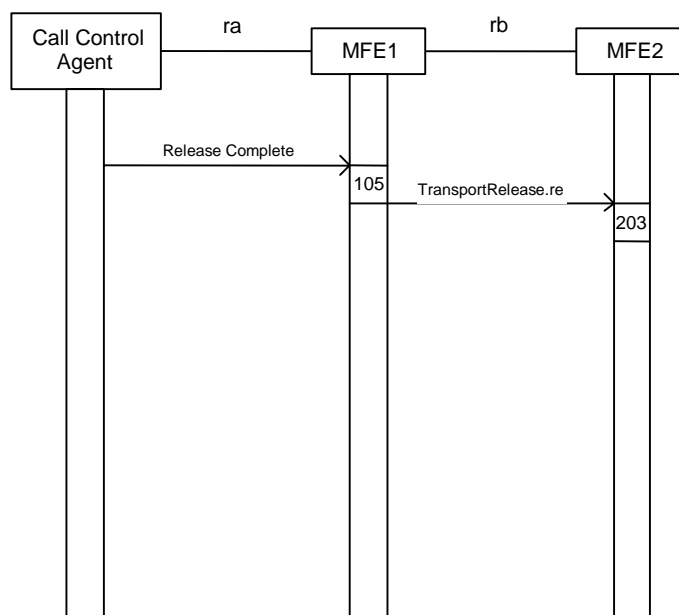 Call Control
Agent
ra
MFE1
rb
MFE2
Release Complete
105
TransportRelease.re
203